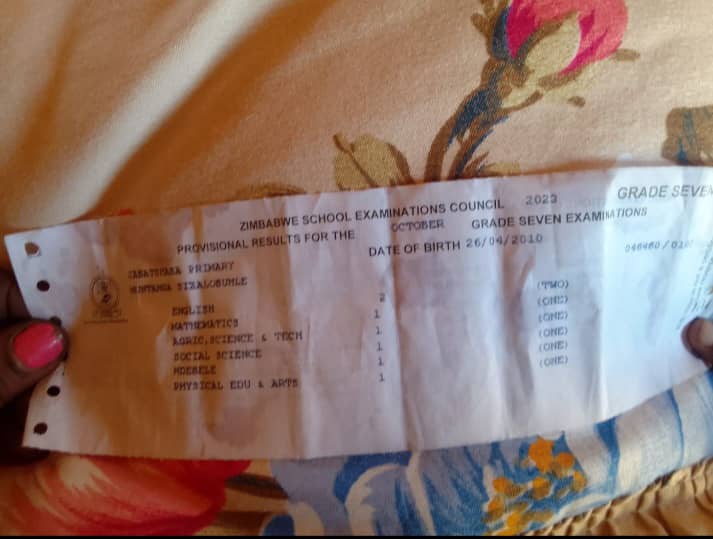 GRADE SEVEN
ZIMBABWE SCHOOL EXAMINATIONS COUNCIL 2023
PROVISIONAL RESULTS FOR THE OCTOBER GRADE SEVEN EXAMINATIONS
DATE OF BIRTH 26/04/2010 046460 /
PRIMARY
SIZALOBUHLE
ENGLISH 2 (TWO)
MATHEMATICS 1 (ONE)
AGRIC,SCIENCE & TECH 1 (ONE)
SOCIAL SCIENCE 1 (ONE)
NDEBELE 1 (ONE)
PHYSICAL EDU & ARTS 1 (ONE)